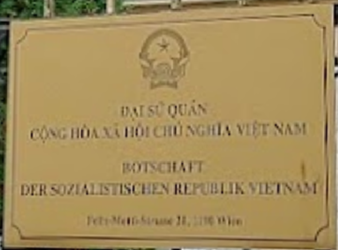 ĐẠI SỨ QUÁN
CỘNG HÒA XÃ HỘI CHỦ NGHĨA VIỆT NAM
BOTSCHAFT
DER SOZIALISTISCHEN REPUBLIK VIETNAM
Felix-Mottl-Strasse 20, 1190 Wien